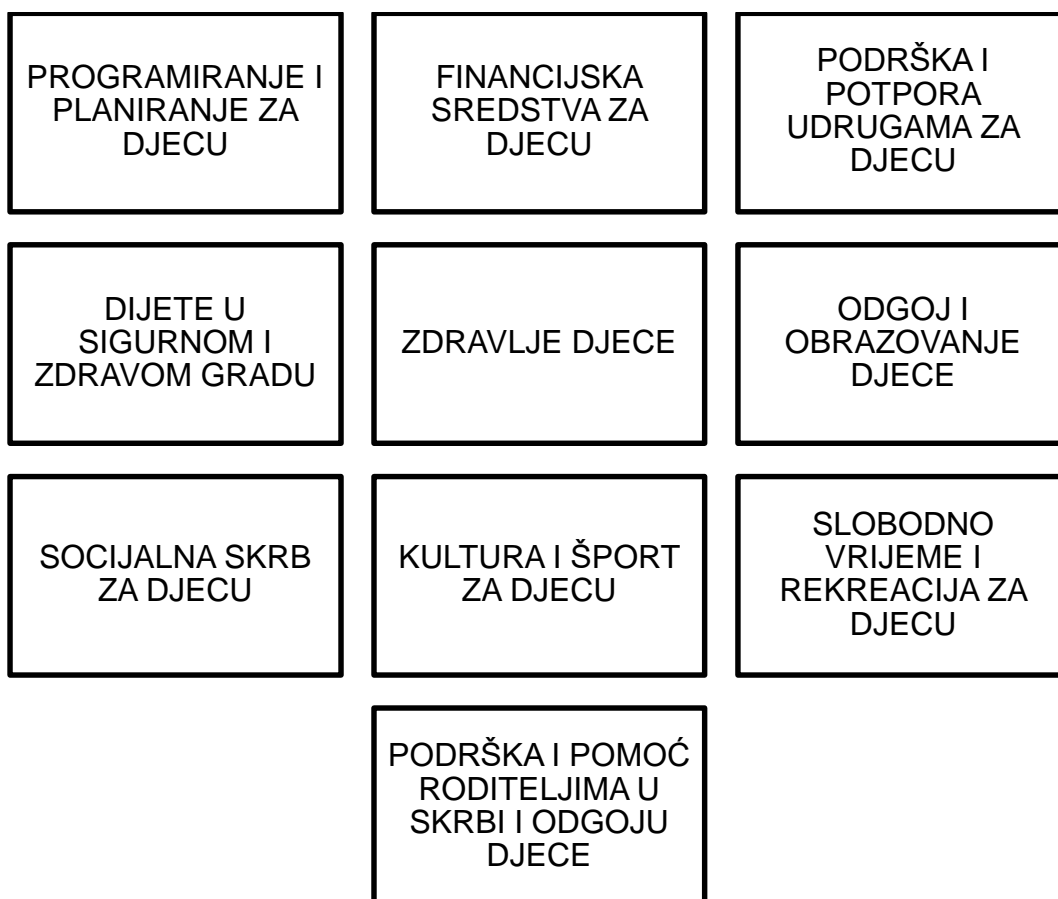 PROGRAMIRANJE I
PLANIRANJE ZA
DJECU
FINANCIJSKA
SREDSTVA ZA
DJECU
PODRŠKA I
POTPORA
UDRUGAMA ZA
DJECU
DIJETE U
SIGURNOM I
ZDRAVOM GRADU
ZDRAVLJE DJECE
ODGOJ I
OBRAZOVANJE
DJECE
SOCIJALNA SKRB
ZA DJECU
KULTURA I ŠPORT
ZA DJECU
SLOBODNO
VRIJEME I
REKREACIJA ZA
DJECU
PODRŠKA I POMOĆ
RODITELJIMA U
SKRBI I ODGOJU
DJECE